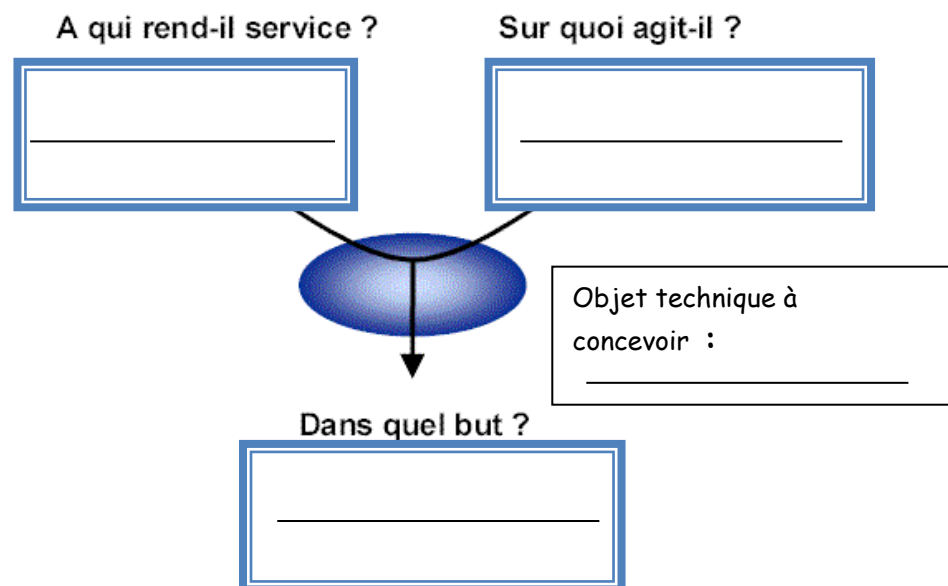 A qui rend-il service ?
Sur quoi agit-il ?
Objet technique à
concevoir :
Dans quel but ?